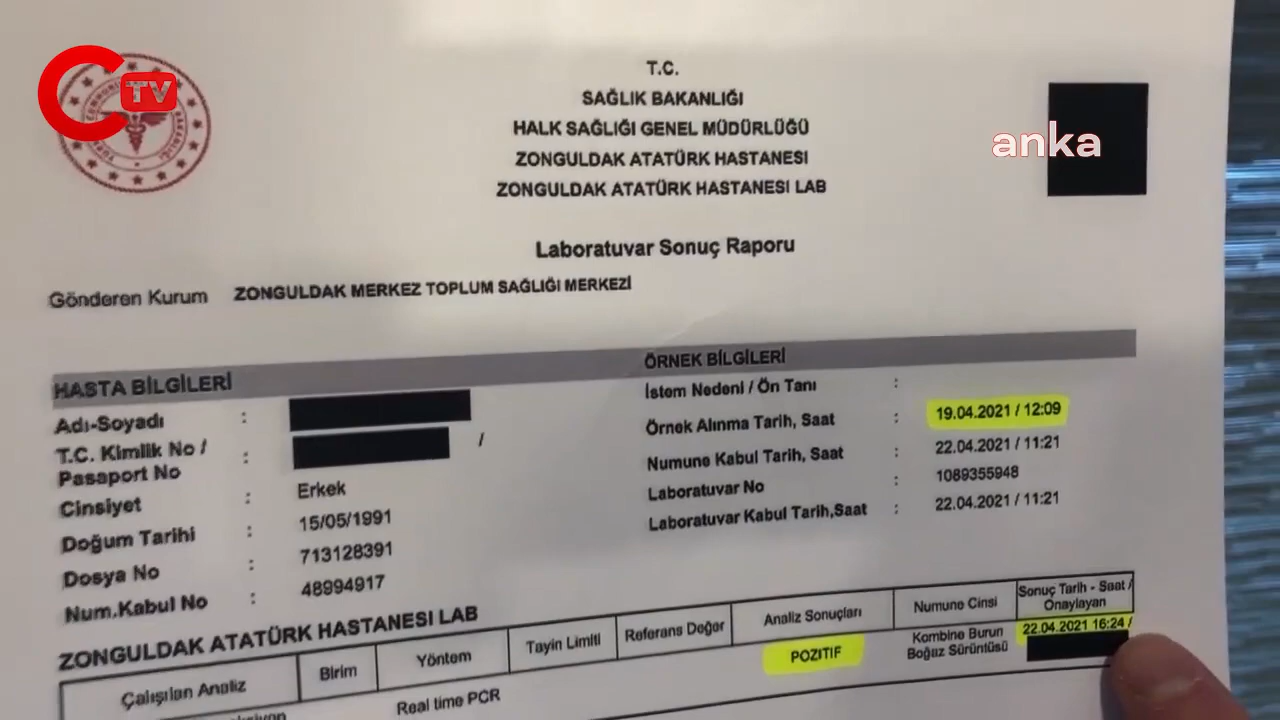 C TV
anka
T.C.
SAĞLIK BAKANLIĞI
HALK SAĞLIĞI GENEL MÜDÜRLÜĞÜ
ZONGULDAK ATATÜRK HASTANESİ
ZONGULDAK ATATÜRK HASTANESI LAB
Laboratuvar Sonuç Raporu
Gönderen Kurum ZONGULDAK MERKEZ TOPLUM SAĞLIĞI MERKEZİ
HASTA BİLGİLERİ
Adı-Soyadı :
T.C. Kimlik No /
Pasaport No : /
Cinsiyet : Erkek
Doğum Tarihi : 15/05/1991
Dosya No : 713128391
Num.Kabul No : 48994917
ÖRNEK BİLGİLERİ
İstem Nedeni / Ön Tanı :
Örnek Alınma Tarih, Saat : 19.04.2021 / 12:09
Numune Kabul Tarih, Saat : 22.04.2021 / 11:21
Laboratuvar No : 1089355948
Laboratuvar Kabul Tarih,Saat : 22.04.2021 / 11:21
ZONGULDAK ATATÜRK HASTANESI LAB
Çalışılan Analiz Birim Yöntem Tayin Limiti Referans Değer Analiz Sonuçları Numune Cinsi Sonuç Tarih - Saat /
Onaylayan
Real time PCR POZITIF Kombine Burun
Boğaz Sürüntüsü 22.04.2021 16:24 /